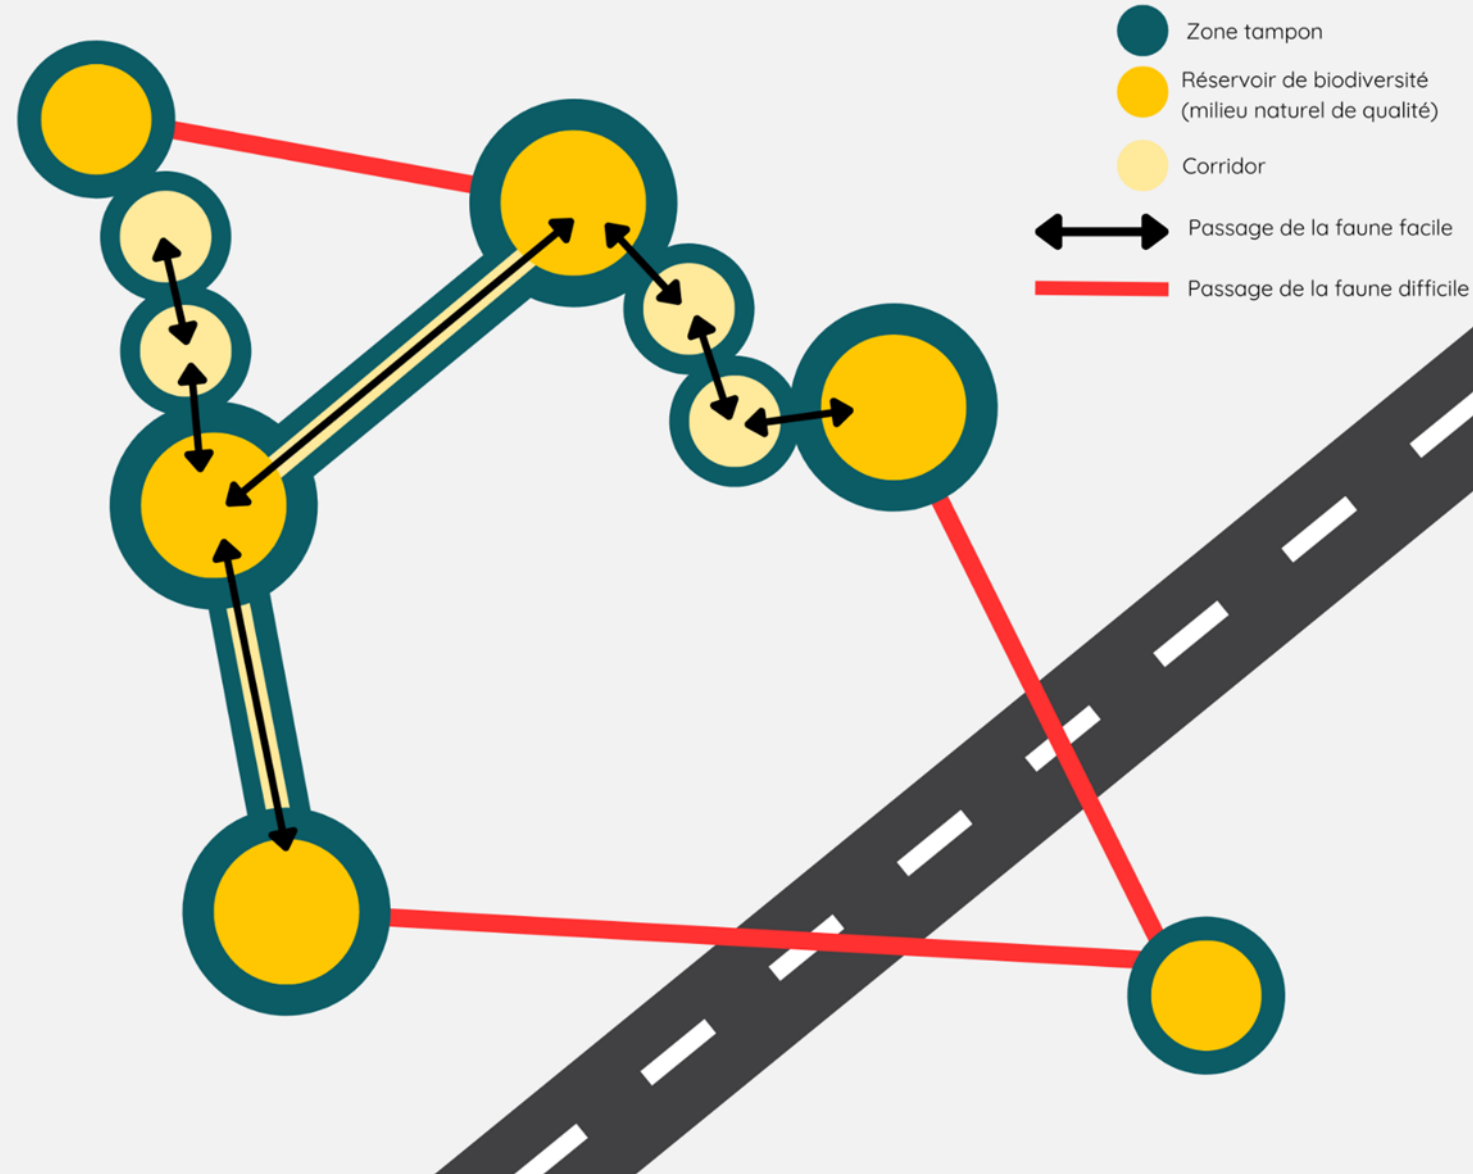 Zone tampon
Réservoir de biodiversité
(milieu naturel de qualité)
Corridor
Passage de la faune facile
Passage de la faune difficile